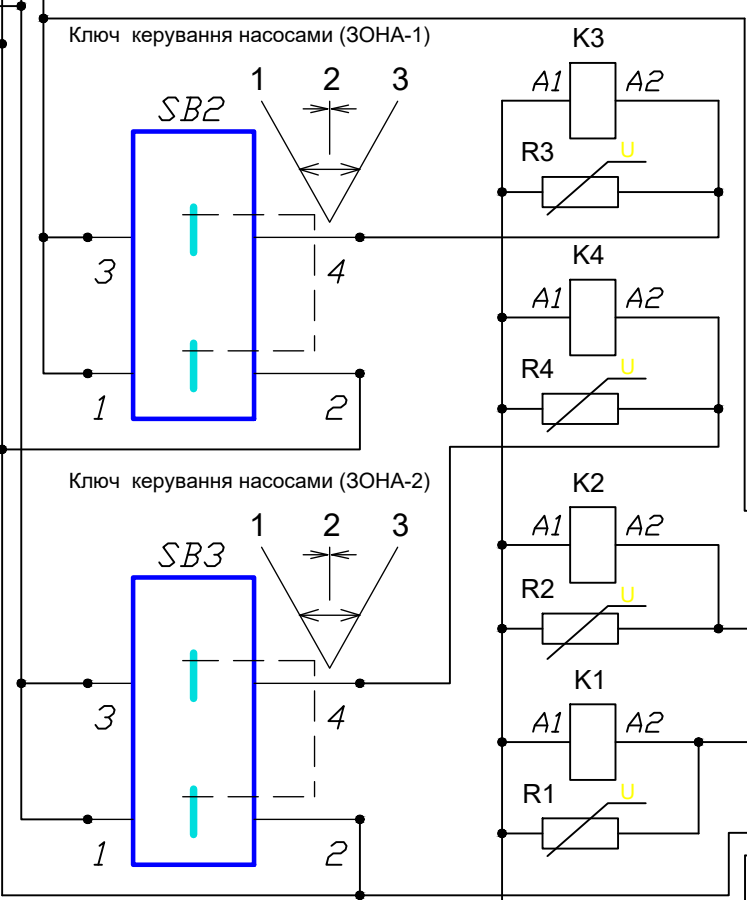 Ключ керування насосами (ЗОНА-1)
K3
1 2 3
A1 A2
SB2
R3 U
3 4
K4
A1 A2
R4 U
1 2
Ключ керування насосами (ЗОНА-2)
K2
1 2 3
A1 A2
SB3
R2 U
K1
3 4
A1 A2
R1 U
1 2